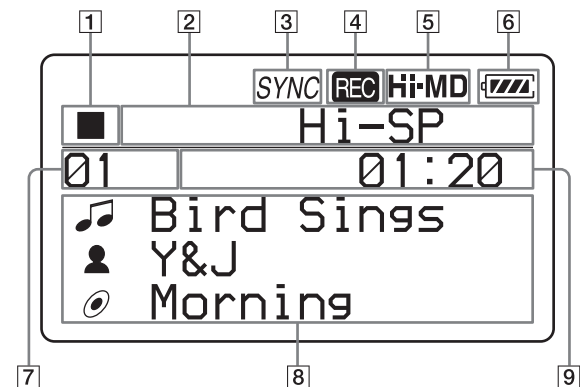 1 2 3 4 5 6
SYNC REC Hi-MD
Hi-SP
01 01:20
Bird Sings
Y&J
Morning
7 8 9